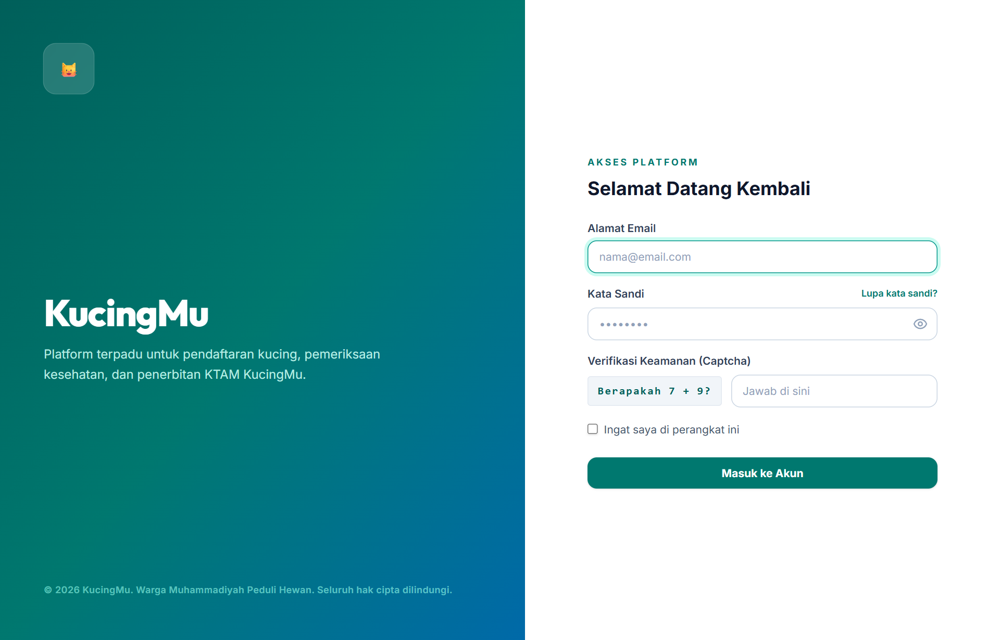 KucingMu
Platform terpadu untuk pendaftaran kucing, pemeriksaan
kesehatan, dan penerbitan KTAM KucingMu.
© 2026 KucingMu. Warga Muhammadiyah Peduli Hewan. Seluruh hak cipta dilindungi.
AKSES PLATFORM
Selamat Datang Kembali
Alamat Email
nama@email.com
Kata Sandi
Lupa kata sandi?
••••••••
Verifikasi Keamanan (Captcha)
Berapakah 7 + 9?
Jawab di sini
Ingat saya di perangkat ini
Masuk ke Akun